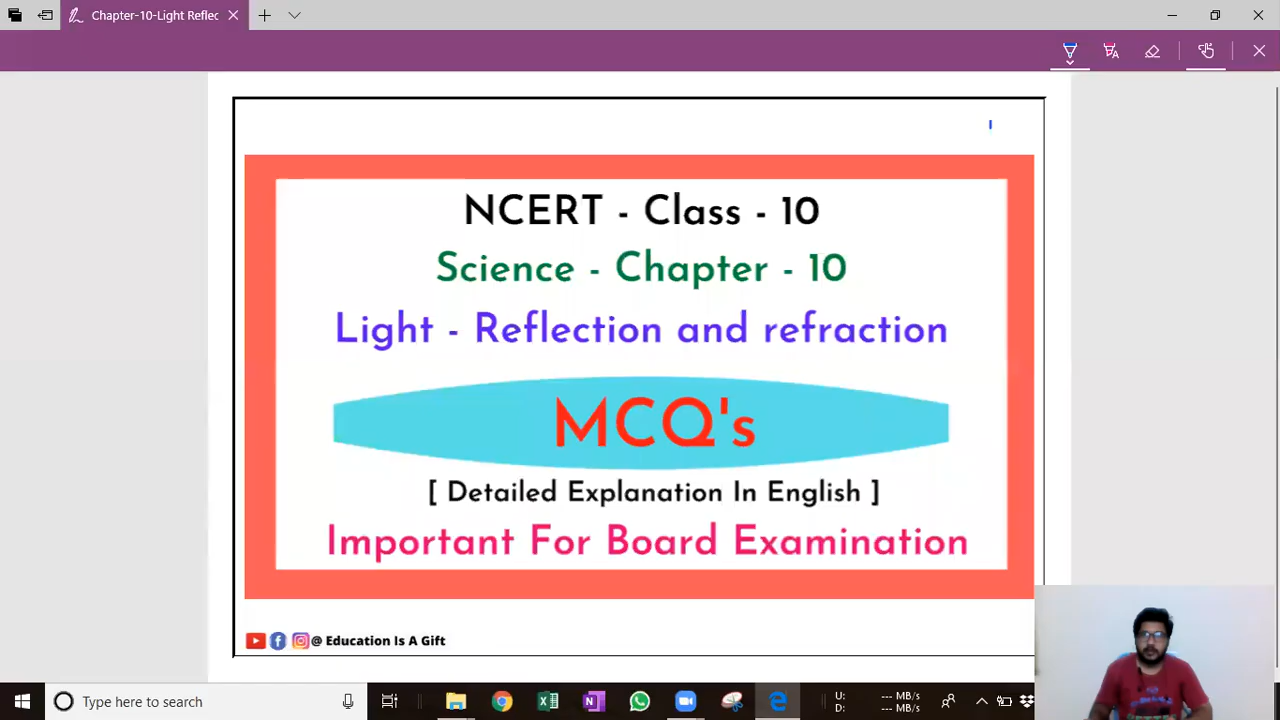 Chapter-10-Light Reflec
NCERT - Class - 10
Science - Chapter - 10
Light - Reflection and refraction
MCQ's
[ Detailed Explanation In English ]
Important For Board Examination
@ Education Is A Gift
Type here to search
U: --- MB/s
D: --- MB/s